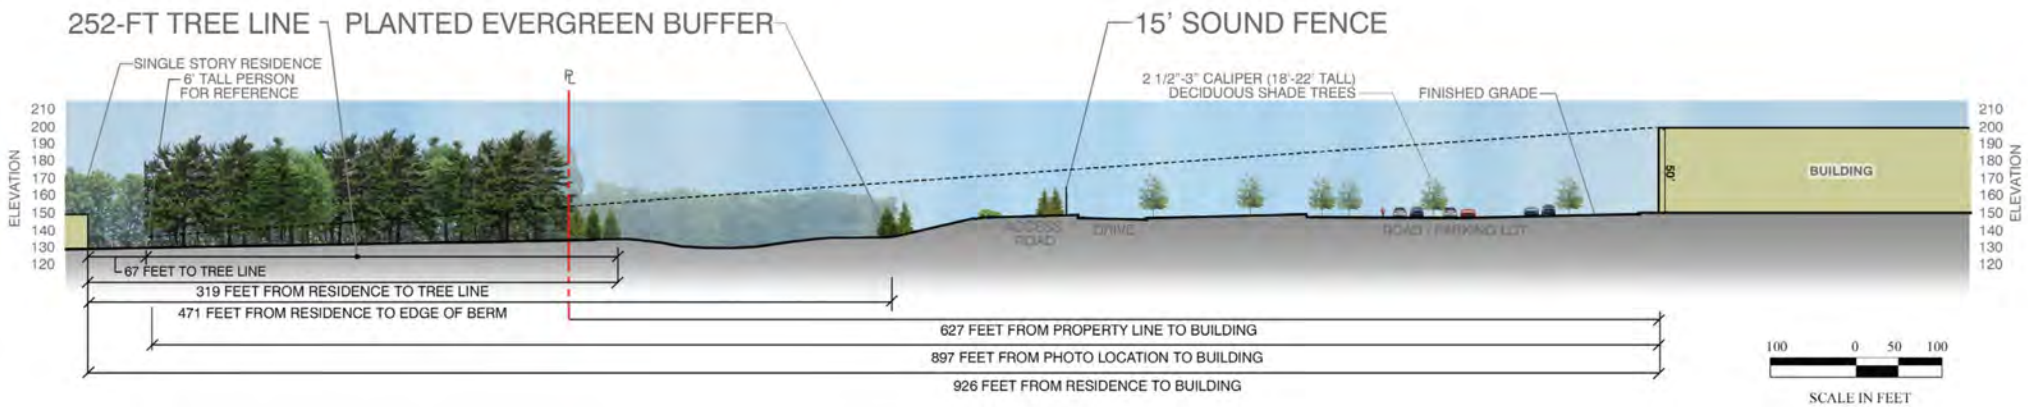 252-FT TREE LINE
PLANTED EVERGREEN BUFFER
15' SOUND FENCE
SINGLE STORY RESIDENCE
6' TALL PERSON
FOR REFERENCE
PL
2 1/2"-3" CALIPER (18'-22' TALL)
DECIDUOUS SHADE TREES
FINISHED GRADE
ELEVATION
210
200
190
180
170
160
150
140
130
120
ACCESS
ROAD
DRIVE
ROAD / PARKING LOT
50'
BUILDING
210
200
190
180
170
160
150
140
130
120
ELEVATION
67 FEET TO TREE LINE
319 FEET FROM RESIDENCE TO TREE LINE
471 FEET FROM RESIDENCE TO EDGE OF BERM
627 FEET FROM PROPERTY LINE TO BUILDING
897 FEET FROM PHOTO LOCATION TO BUILDING
926 FEET FROM RESIDENCE TO BUILDING
100 0 50 100
SCALE IN FEET